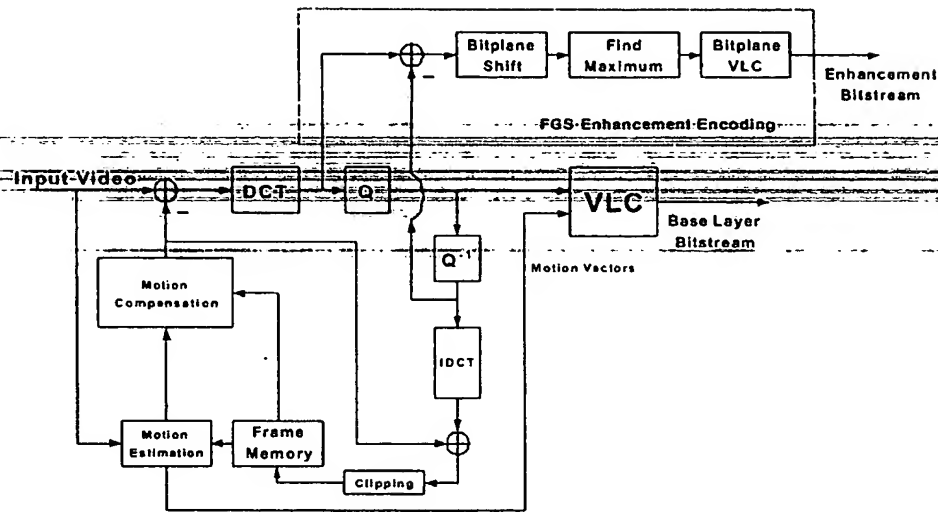 Bitplane
Shift
Find
Maximum
Bitplane
VLC
Enhancement
Bitstream
FGS Enhancement Encoding
Input Video
DCT
Q
VLC
Base Layer
Bitstream
Q⁻¹
Motion Vectors
Motion
Compensation
IDCT
Motion
Estimation
Frame
Memory
Clipping